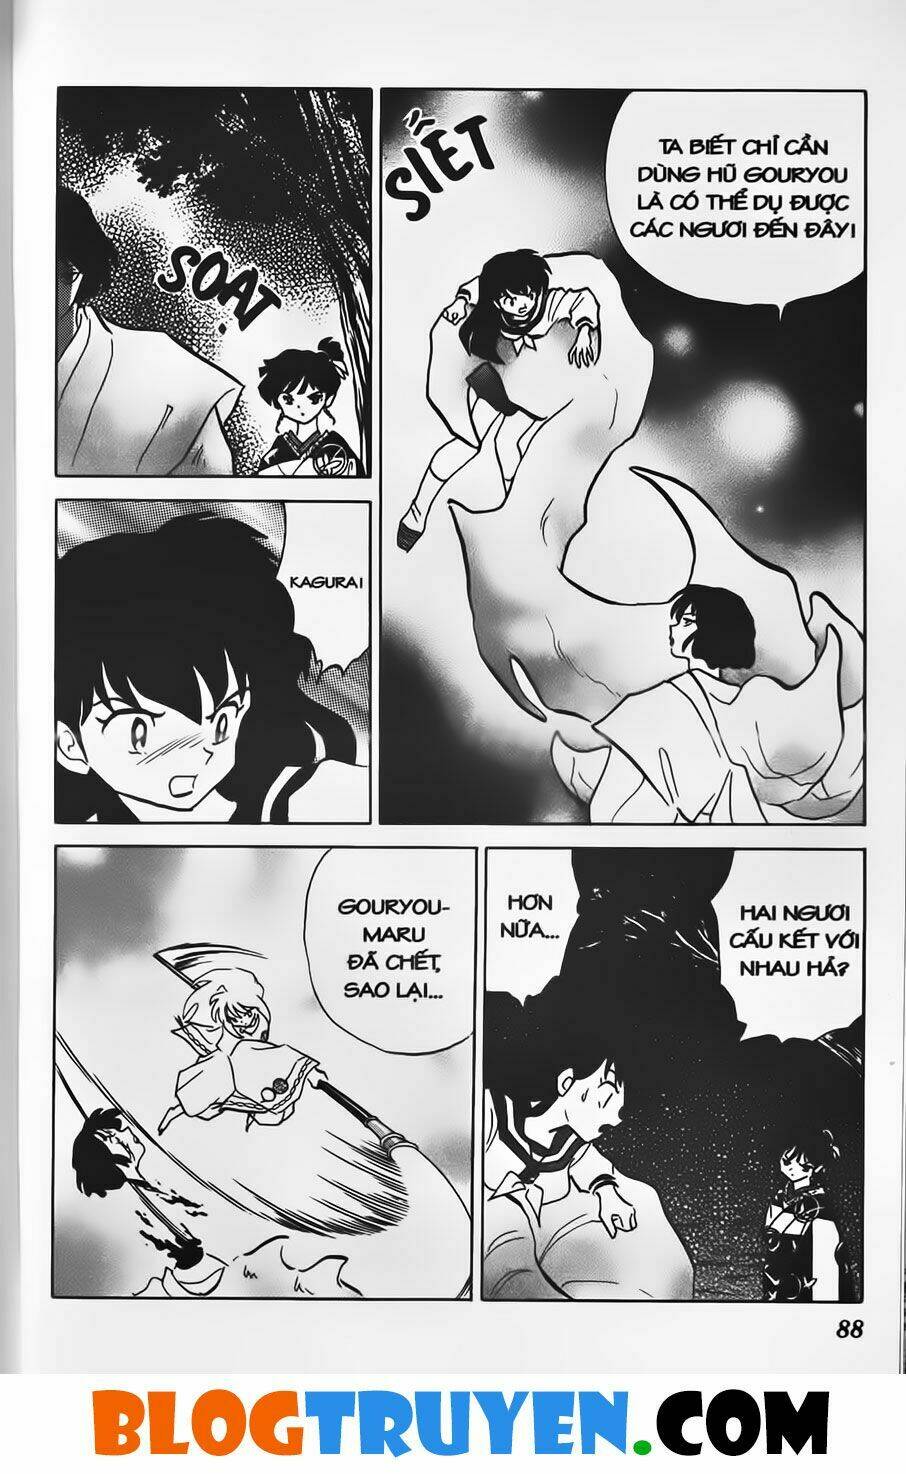 SIẾT
TA BIẾT CHỈ CẦN
DÙNG HŨ GOURYOU
LÀ CÓ THỂ DỤ ĐƯỢC
CÁC NGƯƠI ĐẾN ĐÂY!
SOẠT
KAGURA!
GOURYOU-
MARU
ĐÃ CHẾT,
SAO LẠI...
HƠN
NỮA...
HAI NGƯƠI
CẤU KẾT VỚI
NHAU HẢ?
88
BLOGTRUYEN.COM